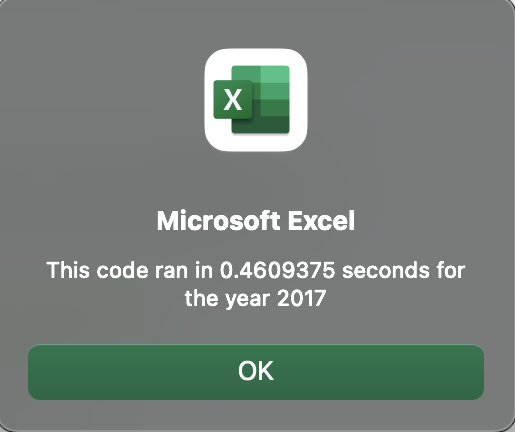 X
Microsoft Excel
This code ran in 0.4609375 seconds for
the year 2017
OK